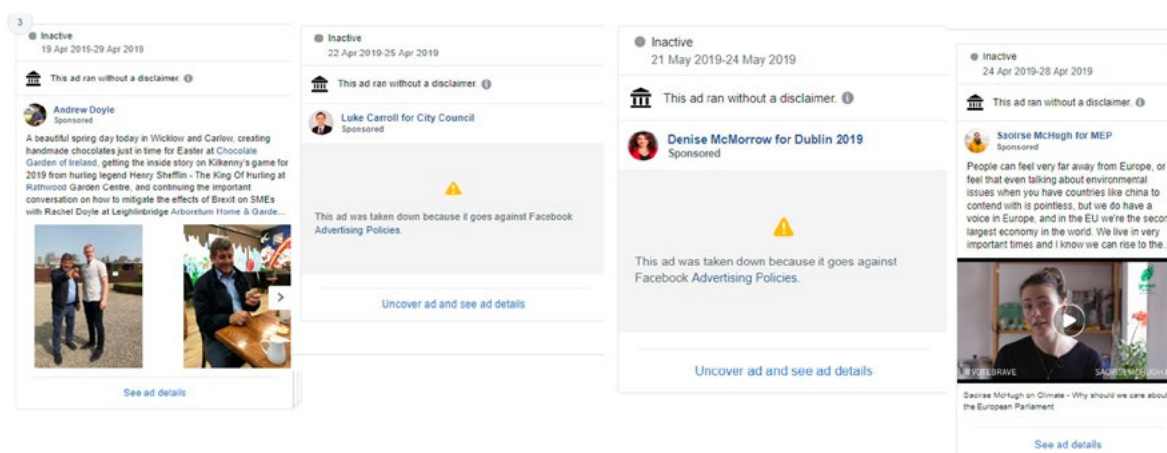 3
Inactive
19 Apr 2019-29 Apr 2019
This ad ran without a disclaimer.
Andrew Doyle
Sponsored
A beautiful spring day today in Wicklow and Carlow, creating
handmade chocolates just in time for Easter at Chocolate
Garden of Ireland, getting the inside story on Kilkenny's game for
2019 from hurling legend Henry Shefflin - The King Of Hurling at
Rathwood Garden Centre, and continuing the important
conversation on how to mitigate the effects of Brexit on SMEs
with Rachel Doyle at Leighlinbridge Arboretum Home & Garde...
See ad details
Inactive
22 Apr 2019-25 Apr 2019
This ad ran without a disclaimer.
Luke Carroll for City Council
Sponsored
This ad was taken down because it goes against Facebook
Advertising Policies.
Uncover ad and see ad details
Inactive
21 May 2019-24 May 2019
This ad ran without a disclaimer.
Denise McMorrow for Dublin 2019
Sponsored
This ad was taken down because it goes against
Facebook Advertising Policies.
Uncover ad and see ad details
Inactive
24 Apr 2019-28 Apr 2019
This ad ran without a disclaimer.
Saoirse McHugh for MEP
Sponsored
People can feel very far away from Europe, or
feel that even talking about environmental
issues when you have countries like china to
contend with is pointless, but we do have a
voice in Europe, and in the EU we're the secon
largest economy in the world. We live in very
important times and I know we can rise to the...
green
#VOTEBRAVE
SAOIRSEMCHUGH
Saoirse McHugh on Climate - Why should we care about
the European Parliament
See ad details